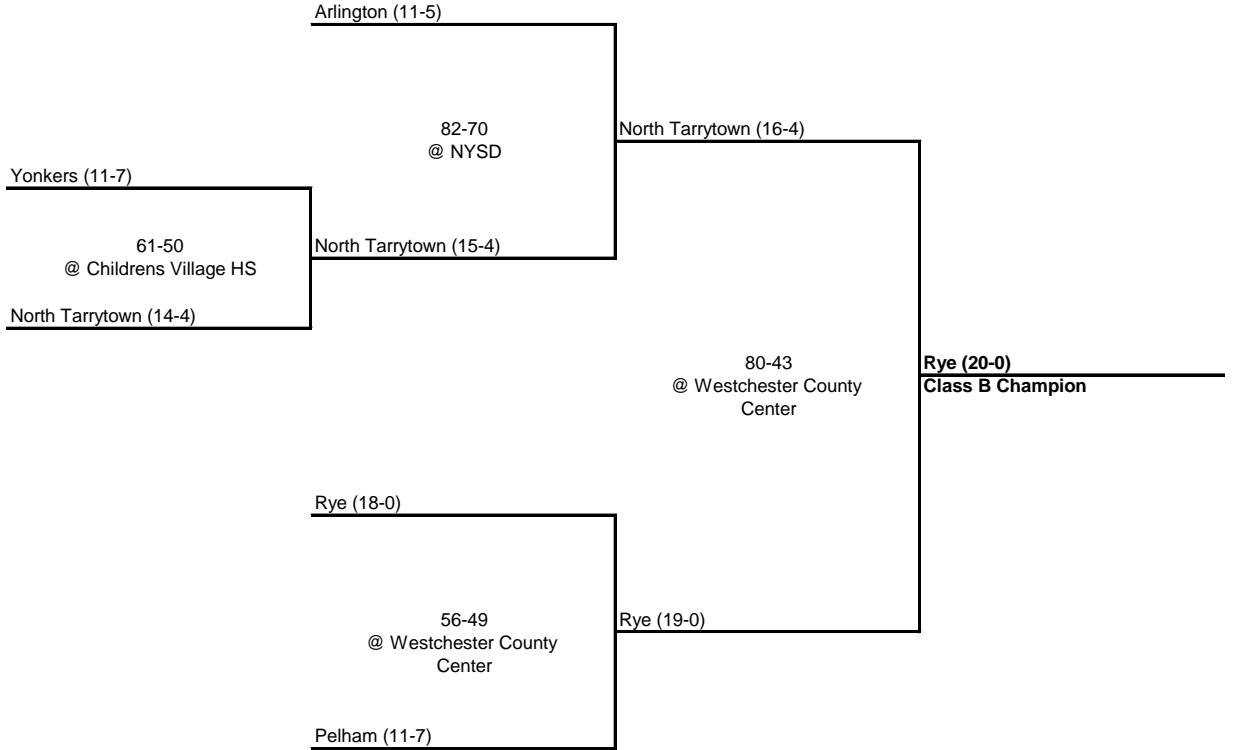 Arlington (11-5)
82-70
@ NYSD
North Tarrytown (16-4)
Yonkers (11-7)
61-50
@ Childrens Village HS
North Tarrytown (15-4)
North Tarrytown (14-4)
80-43
@ Westchester County
Center
Rye (20-0)
Class B Champion
Rye (18-0)
56-49
@ Westchester County
Center
Rye (19-0)
Pelham (11-7)